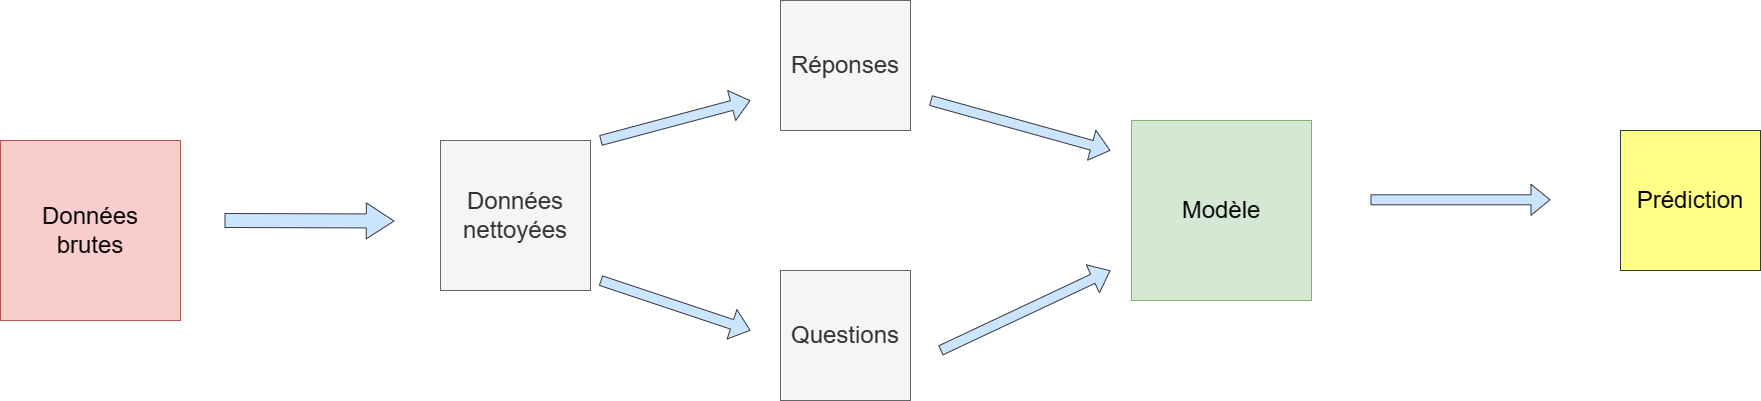 Données
brutes
Données
nettoyées
Réponses
Questions
Modèle
Prédiction